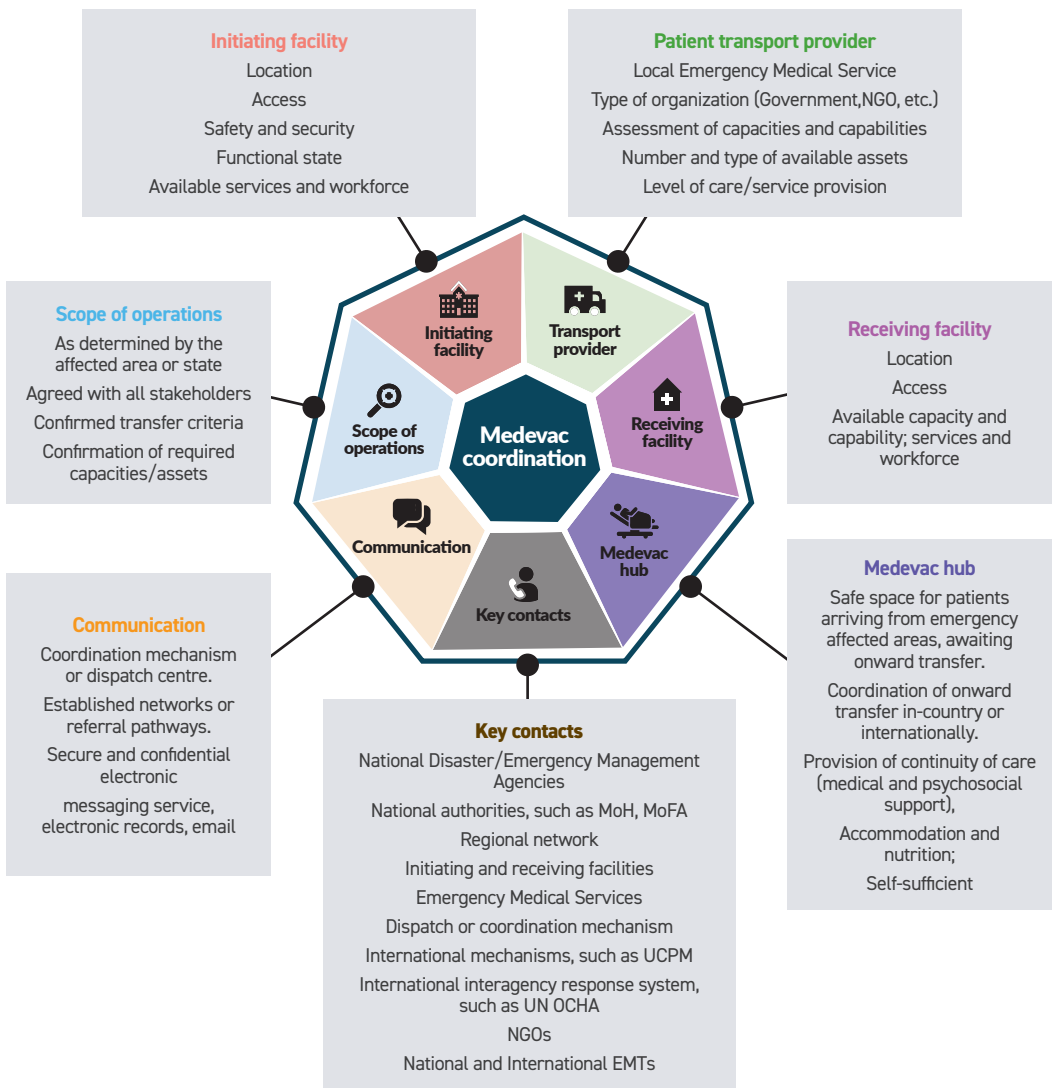 Initiating facility
Location
Access
Safety and security
Functional state
Available services and workforce
Patient transport provider
Local Emergency Medical Service
Type of organization (Government,NGO, etc.)
Assessment of capacities and capabilities
Number and type of available assets
Level of care/service provision
Scope of operations
As determined by the
affected area or state
Agreed with all stakeholders
Confirmed transfer criteria
Confirmation of required
capacities/assets
Initiating
facility
Transport
provider
Scope of
operations
Medevac
coordination
Receiving
facility
Communication
Medevac
hub
Key contacts
Receiving facility
Location
Access
Available capacity and
capability; services and
workforce
Communication
Coordination mechanism
or dispatch centre.
Established networks or
referral pathways.
Secure and confidential
electronic
messaging service,
electronic records, email
Key contacts
National Disaster/Emergency Management
Agencies
National authorities, such as MoH, MoFA
Regional network
Initiating and receiving facilities
Emergency Medical Services
Dispatch or coordination mechanism
International mechanisms, such as UCPM
International interagency response system,
such as UN OCHA
NGOs
National and International EMTs
Medevac hub
Safe space for patients
arriving from emergency
affected areas, awaiting
onward transfer.
Coordination of onward
transfer in-country or
internationally.
Provision of continuity of care
(medical and psychosocial
support),
Accommodation and
nutrition;
Self-sufficient